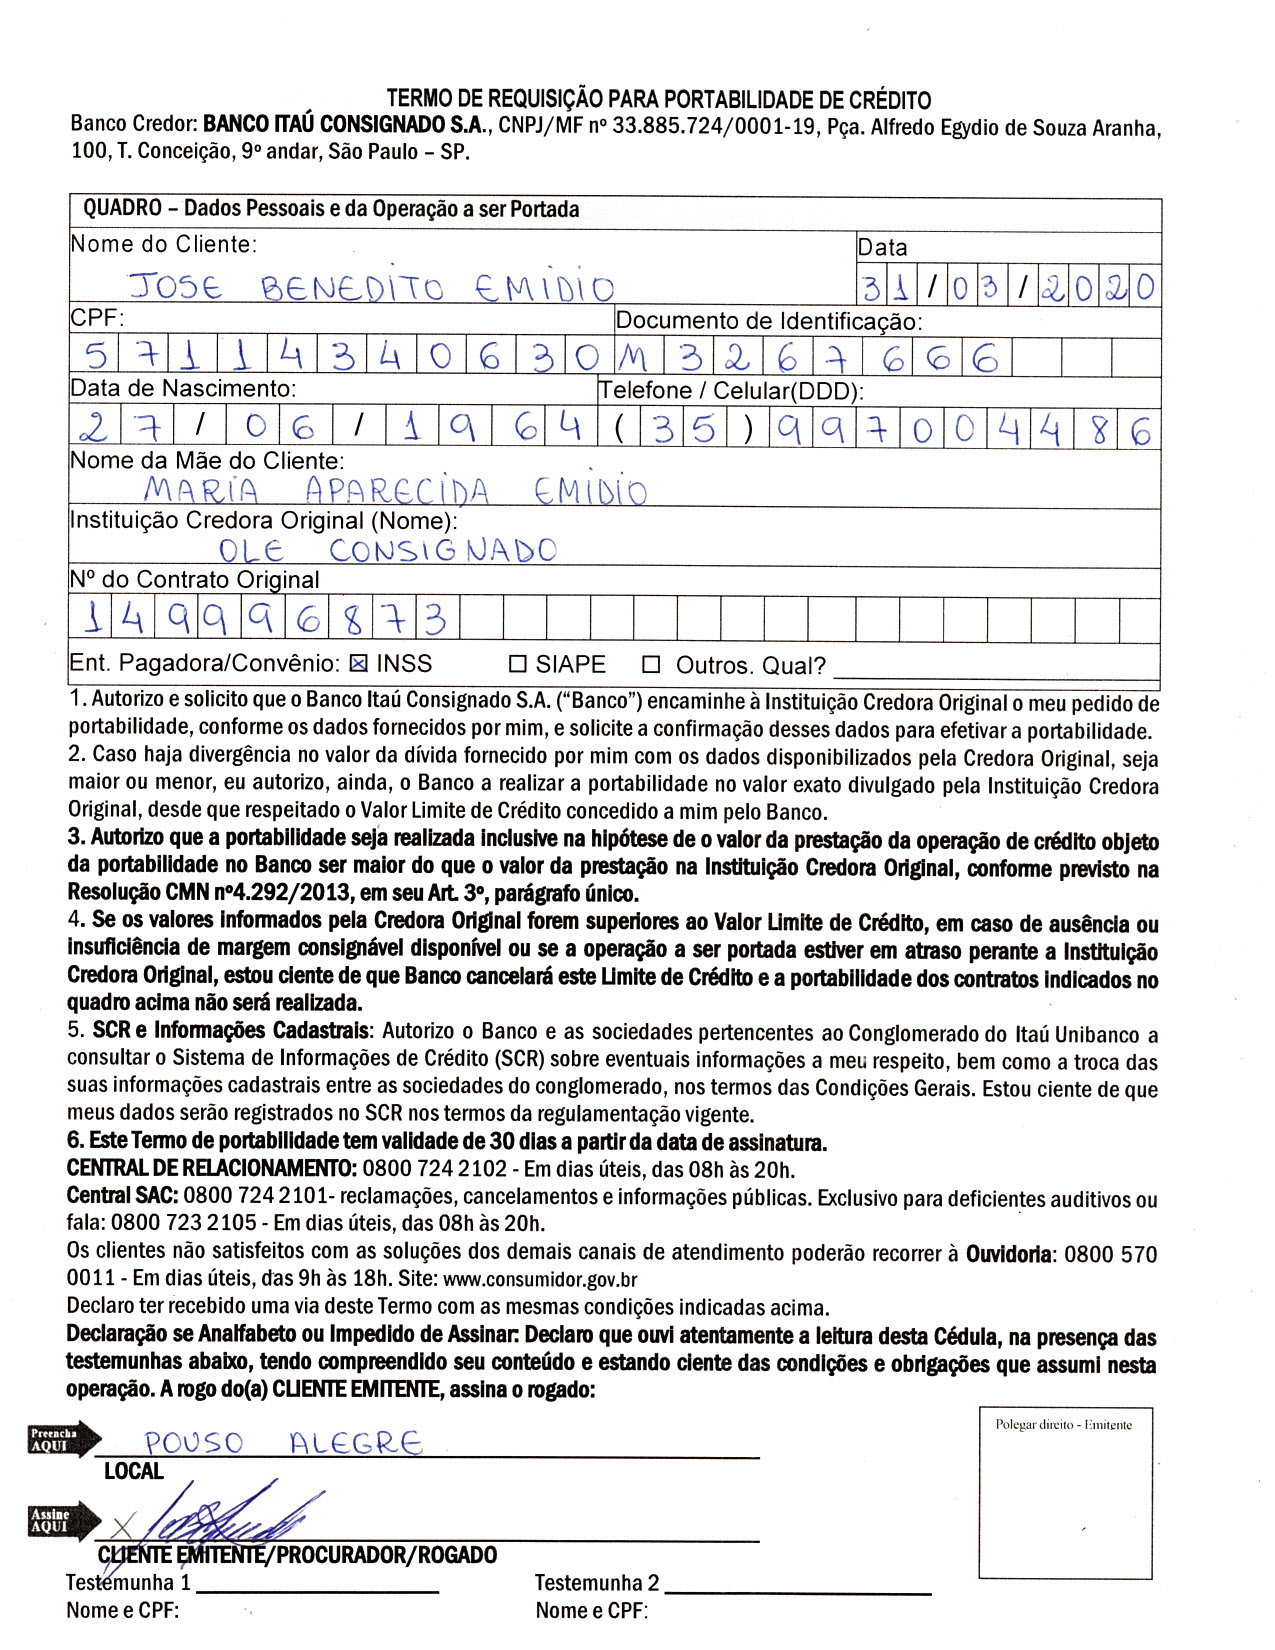 TERMO DE REQUISIÇÃO PARA PORTABILIDADE DE CRÉDITO
Banco Credor: BANCO ITAÚ CONSIGNADO S.A., CNPJ/MF nº 33.885.724/0001-19, Pça. Alfredo Egydio de Souza Aranha,
100, T. Conceição, 9º andar, São Paulo – SP.
QUADRO – Dados Pessoais e da Operação a ser Portada
Nome do Cliente: Data
JOSE BENEDITO EMIDIO 31/03/2020
CPF: Documento de Identificação:
57114340630 M3267666
Data de Nascimento: Telefone / Celular(DDD):
27/06/1964 (35)997004486
Nome da Mãe do Cliente:
MARIA APARECIDA EMIDIO
Instituição Credora Original (Nome):
OLE CONSIGNADO
Nº do Contrato Original
149996873
Ent. Pagadora/Convênio: ☒ INSS ☐ SIAPE ☐ Outros. Qual?
1. Autorizo e solicito que o Banco Itaú Consignado S.A. (“Banco”) encaminhe à Instituição Credora Original o meu pedido de
portabilidade, conforme os dados fornecidos por mim, e solicite a confirmação desses dados para efetivar a portabilidade.
2. Caso haja divergência no valor da dívida fornecido por mim com os dados disponibilizados pela Credora Original, seja
maior ou menor, eu autorizo, ainda, o Banco a realizar a portabilidade no valor exato divulgado pela Instituição Credora
Original, desde que respeitado o Valor Limite de Crédito concedido a mim pelo Banco.
3. Autorizo que a portabilidade seja realizada inclusive na hipótese de o valor da prestação da operação de crédito objeto
da portabilidade no Banco ser maior do que o valor da prestação na Instituição Credora Original, conforme previsto na
Resolução CMN nº4.292/2013, em seu Art. 3º, parágrafo único.
4. Se os valores informados pela Credora Original forem superiores ao Valor Limite de Crédito, em caso de ausência ou
insuficiência de margem consignável disponível ou se a operação a ser portada estiver em atraso perante a Instituição
Credora Original, estou ciente de que Banco cancelará este Limite de Crédito e a portabilidade dos contratos indicados no
quadro acima não será realizada.
5. SCR e Informações Cadastrais: Autorizo o Banco e as sociedades pertencentes ao Conglomerado do Itaú Unibanco a
consultar o Sistema de Informações de Crédito (SCR) sobre eventuais informações a meu respeito, bem como a troca das
suas informações cadastrais entre as sociedades do conglomerado, nos termos das Condições Gerais. Estou ciente de que
meus dados serão registrados no SCR nos termos da regulamentação vigente.
6. Este Termo de portabilidade tem validade de 30 dias a partir da data de assinatura.
CENTRAL DE RELACIONAMENTO: 0800 724 2102 - Em dias úteis, das 08h às 20h.
Central SAC: 0800 724 2101- reclamações, cancelamentos e informações públicas. Exclusivo para deficientes auditivos ou
fala: 0800 723 2105 - Em dias úteis, das 08h às 20h.
Os clientes não satisfeitos com as soluções dos demais canais de atendimento poderão recorrer à Ouvidoria: 0800 570
0011 - Em dias úteis, das 9h às 18h. Site: www.consumidor.gov.br
Declaro ter recebido uma via deste Termo com as mesmas condições indicadas acima.
Declaração se Analfabeto ou Impedido de Assinar: Declaro que ouvi atentamente a leitura desta Cédula, na presença das
testemunhas abaixo, tendo compreendido seu conteúdo e estando ciente das condições e obrigações que assumi nesta
operação. A rogo do(a) CLIENTE EMITENTE, assina o rogado:
Polegar direito - Emitente
Preencha
AQUI
POUSO ALEGRE
LOCAL
Assine
AQUI
X
CLIENTE EMITENTE/PROCURADOR/ROGADO
Testemunha 1 Testemunha 2
Nome e CPF: Nome e CPF: